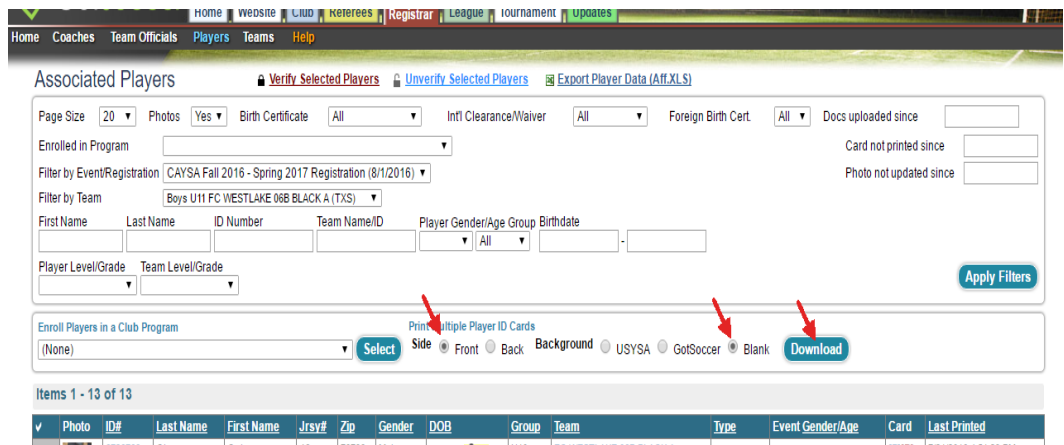 Home Website Club Referees Registrar League Tournament Updates
Home Coaches Team Officials Players Teams Help
Associated Players Verify Selected Players Unverify Selected Players Export Player Data (Aff.XLS)
Page Size 20 Photos Yes Birth Certificate All Int'l Clearance/Waiver All Foreign Birth Cert. All Docs uploaded since
Enrolled in Program Card not printed since
Filter by Event/Registration CAYSA Fall 2016 - Spring 2017 Registration (8/1/2016) Photo not updated since
Filter by Team Boys U11 FC WESTLAKE 06B BLACK A (TXS)
First Name Last Name ID Number Team Name/ID Player Gender/Age Group Birthdate
All -
Player Level/Grade Team Level/Grade
Apply Filters
Enroll Players in a Club Program Print Multiple Player ID Cards
(None) Select Side Front Back Background USYSA GotSoccer Blank Download
Items 1 - 13 of 13
Photo ID# Last Name First Name Jrsy# Zip Gender DOB Group Team Type Event Gender/Age Card Last Printed